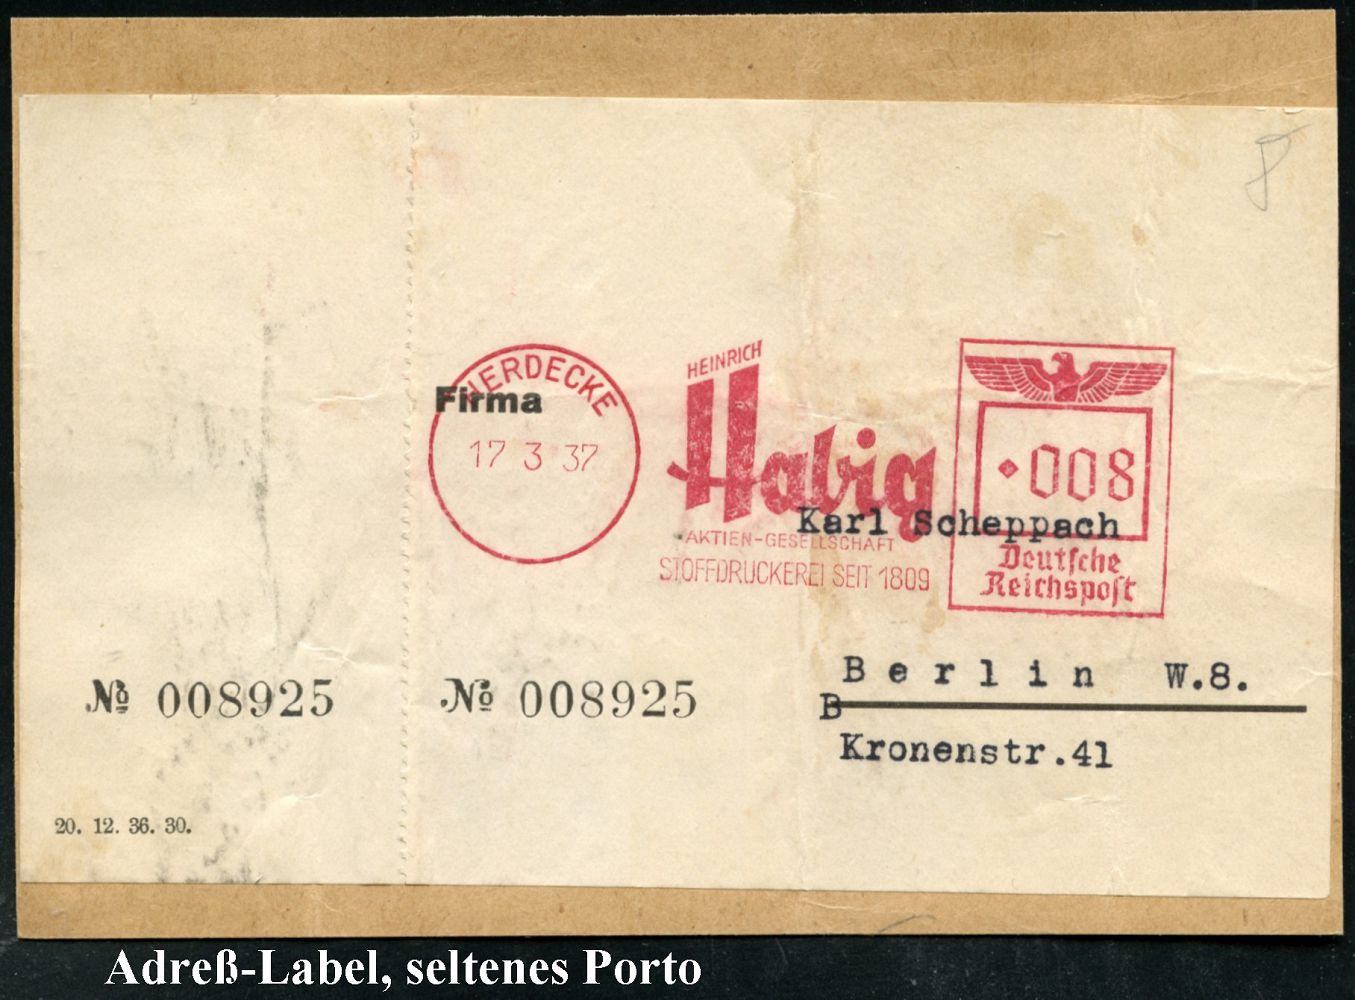 8
HERDECKE
Firma
17 3 37
HEINRICH
Habig
AKTIEN-GESELLSCHAFT
STOFFDRUCKEREI SEIT 1809
008
Deutsche
Reichspost
Karl Scheppach
Berlin W.8.
B
Kronenstr.41
№ 008925
№ 008925
20. 12. 36. 30.
Adreß-Label, seltenes Porto